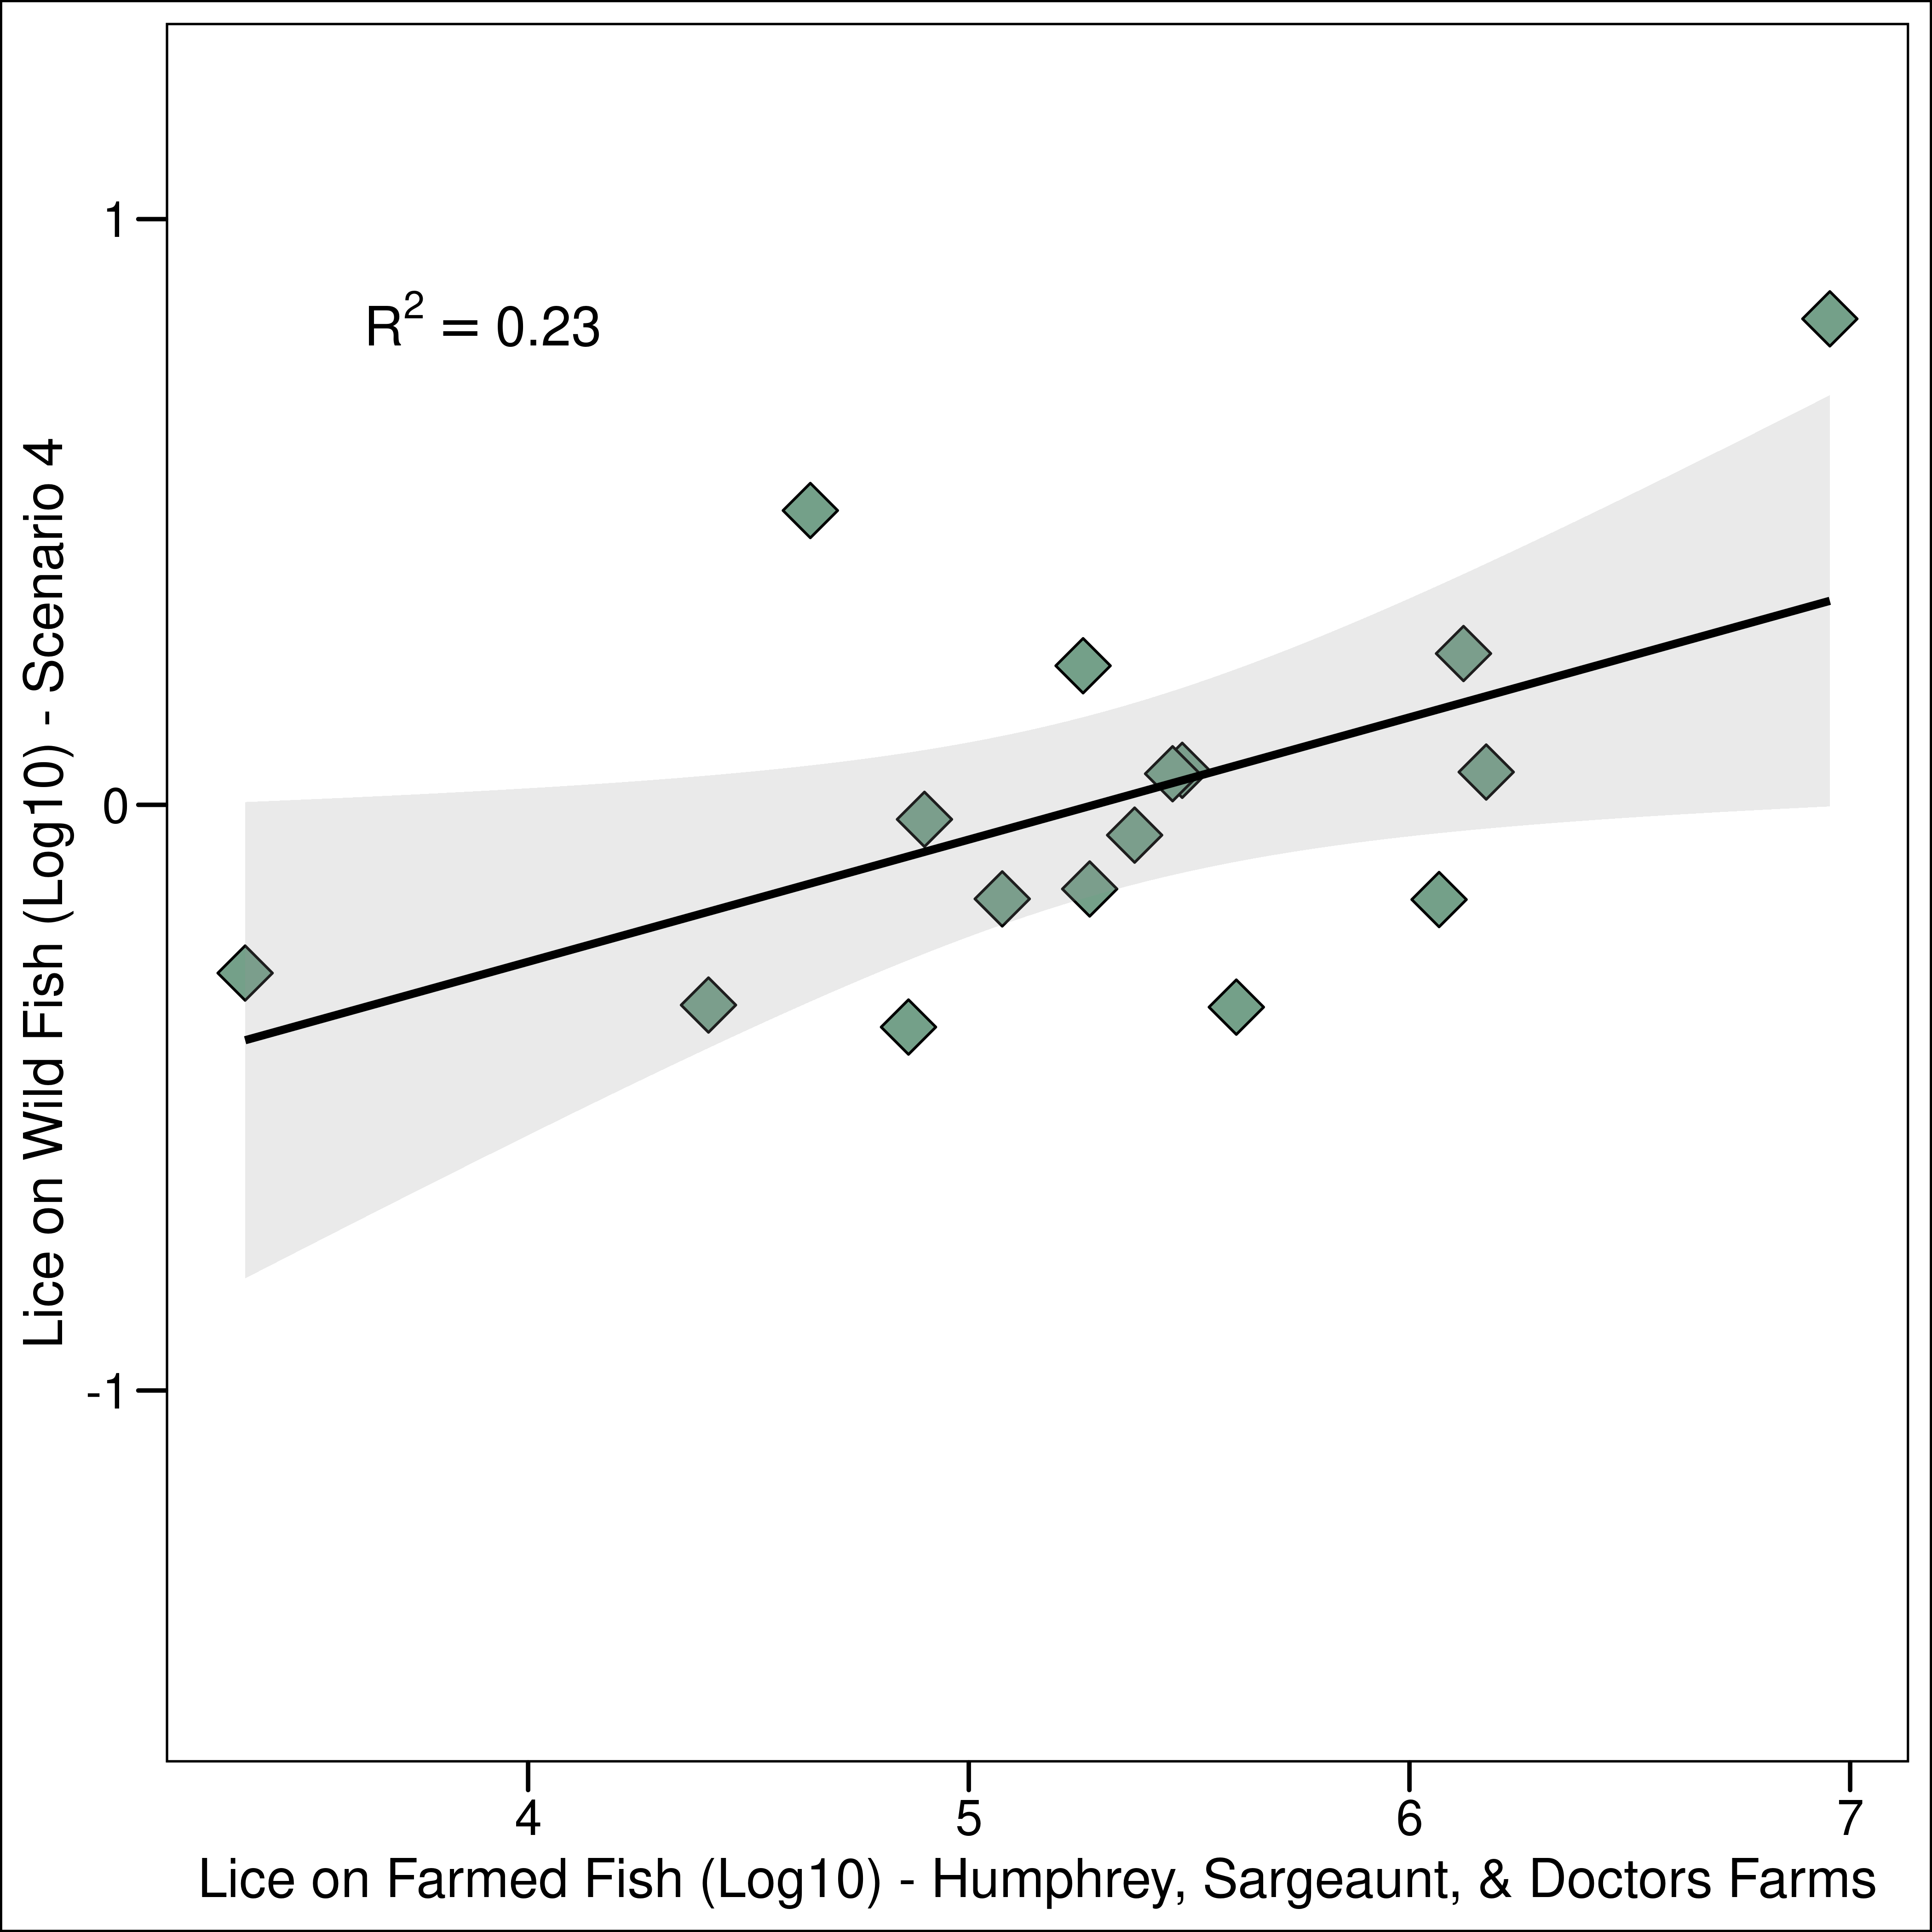 Lice on Wild Fish (Log10) - Scenario 4
1
0
-1
R² = 0.23
4 5 6 7
Lice on Farmed Fish (Log10) - Humphrey, Sargeaunt, & Doctors Farms